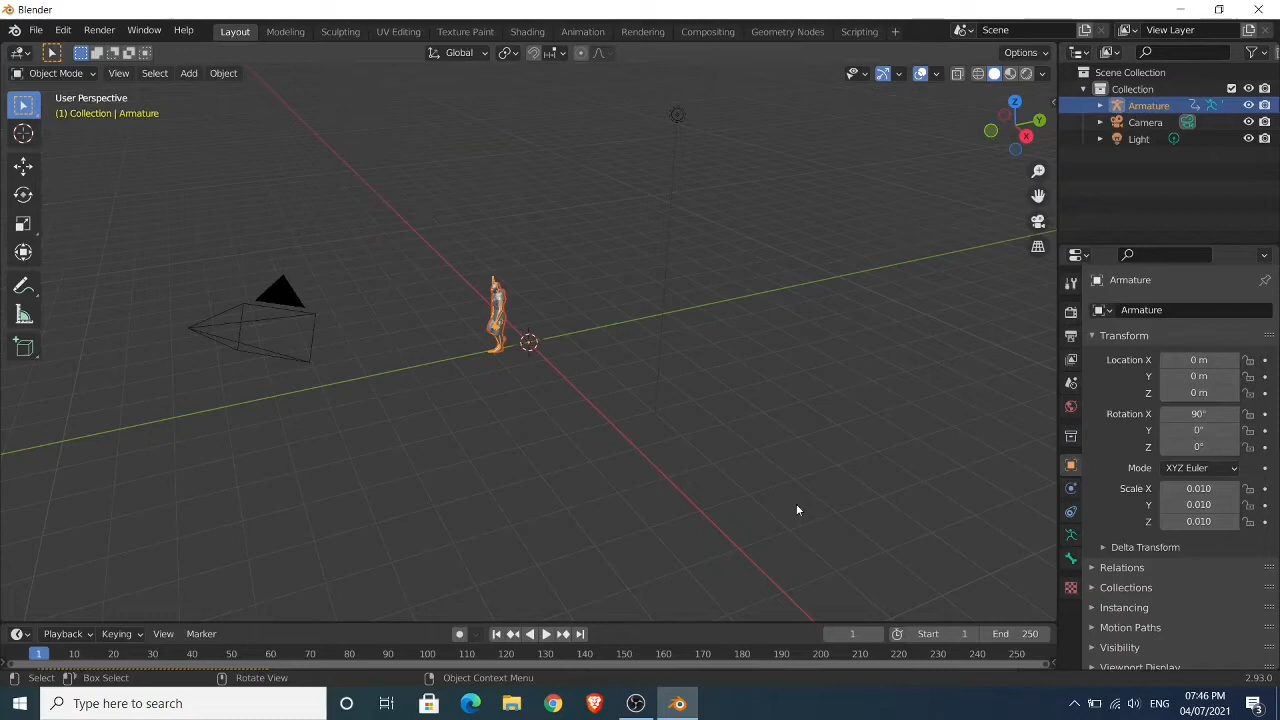 Blender
File Edit Render Window Help Layout Modeling Sculpting UV Editing Texture Paint Shading Animation Rendering Compositing Geometry Nodes Scripting + Scene View Layer
Global Options
Object Mode View Select Add Object
User Perspective
(1) Collection | Armature
Z
Y
X
Scene Collection
Collection
Armature
Camera
Light
Armature
Armature
Transform
Location X 0 m
Y 0 m
Z 0 m
Rotation X 90°
Y 0°
Z 0°
Mode XYZ Euler
Scale X 0.010
Y 0.010
Z 0.010
Delta Transform
Relations
Collections
Instancing
Motion Paths
Visibility
Viewport Display
Playback Keying View Marker 1 Start 1 End 250
1 10 20 30 40 50 60 70 80 90 100 110 120 130 140 150 160 170 180 190 200 210 220 230 240 250
Select Box Select Rotate View Object Context Menu 2.93.0
Type here to search
ENG
07:46 AM
04/07/2021
3